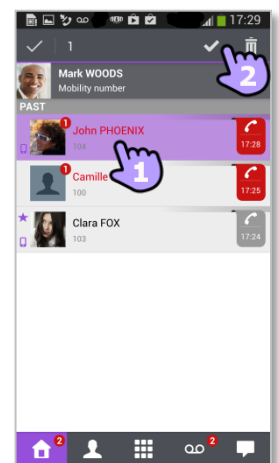 17:29
1
2
Mark WOODS
Mobility number
PAST
1
John PHOENIX
104
17:28
1
1
Camille
100
17:25
Clara FOX
103
17:24
2
2